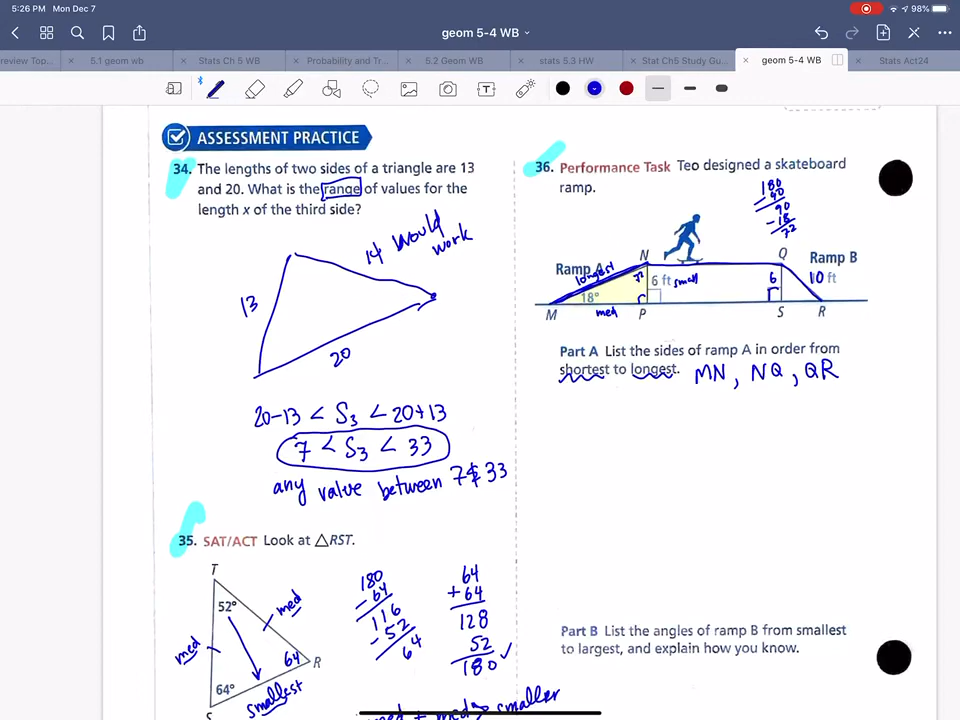 5:26 PM Mon Dec 7
98%
geom 5-4 WB
review Top...
5.1 geom wb
Stats Ch 5 WB
Probability and Tr...
5.2 Geom WB
stats 5.3 HW
Stat Ch5 Study Gu...
geom 5-4 WB
Stats Act24
ASSESSMENT PRACTICE
34. The lengths of two sides of a triangle are 13
and 20. What is the range of values for the
length x of the third side?
14 would
work
13
20
20-13 < S3 < 20+13
7 < S3 < 33
any value between 7 & 33
35. SAT/ACT Look at △RST.
T
52°
med
med
64
R
64°
smallest
S
180
-64
116
-52
64
64
+64
128
52
180 ✓
med + med > smaller
36. Performance Task Teo designed a skateboard
ramp.
180
-90
90
-18
72
N
Q
Ramp A
longest
Ramp B
72
6 ft
small
6
10 ft
18°
M
med
P
S
R
Part A List the sides of ramp A in order from
shortest to longest. MN, NQ, QR
Part B List the angles of ramp B from smallest
to largest, and explain how you know.